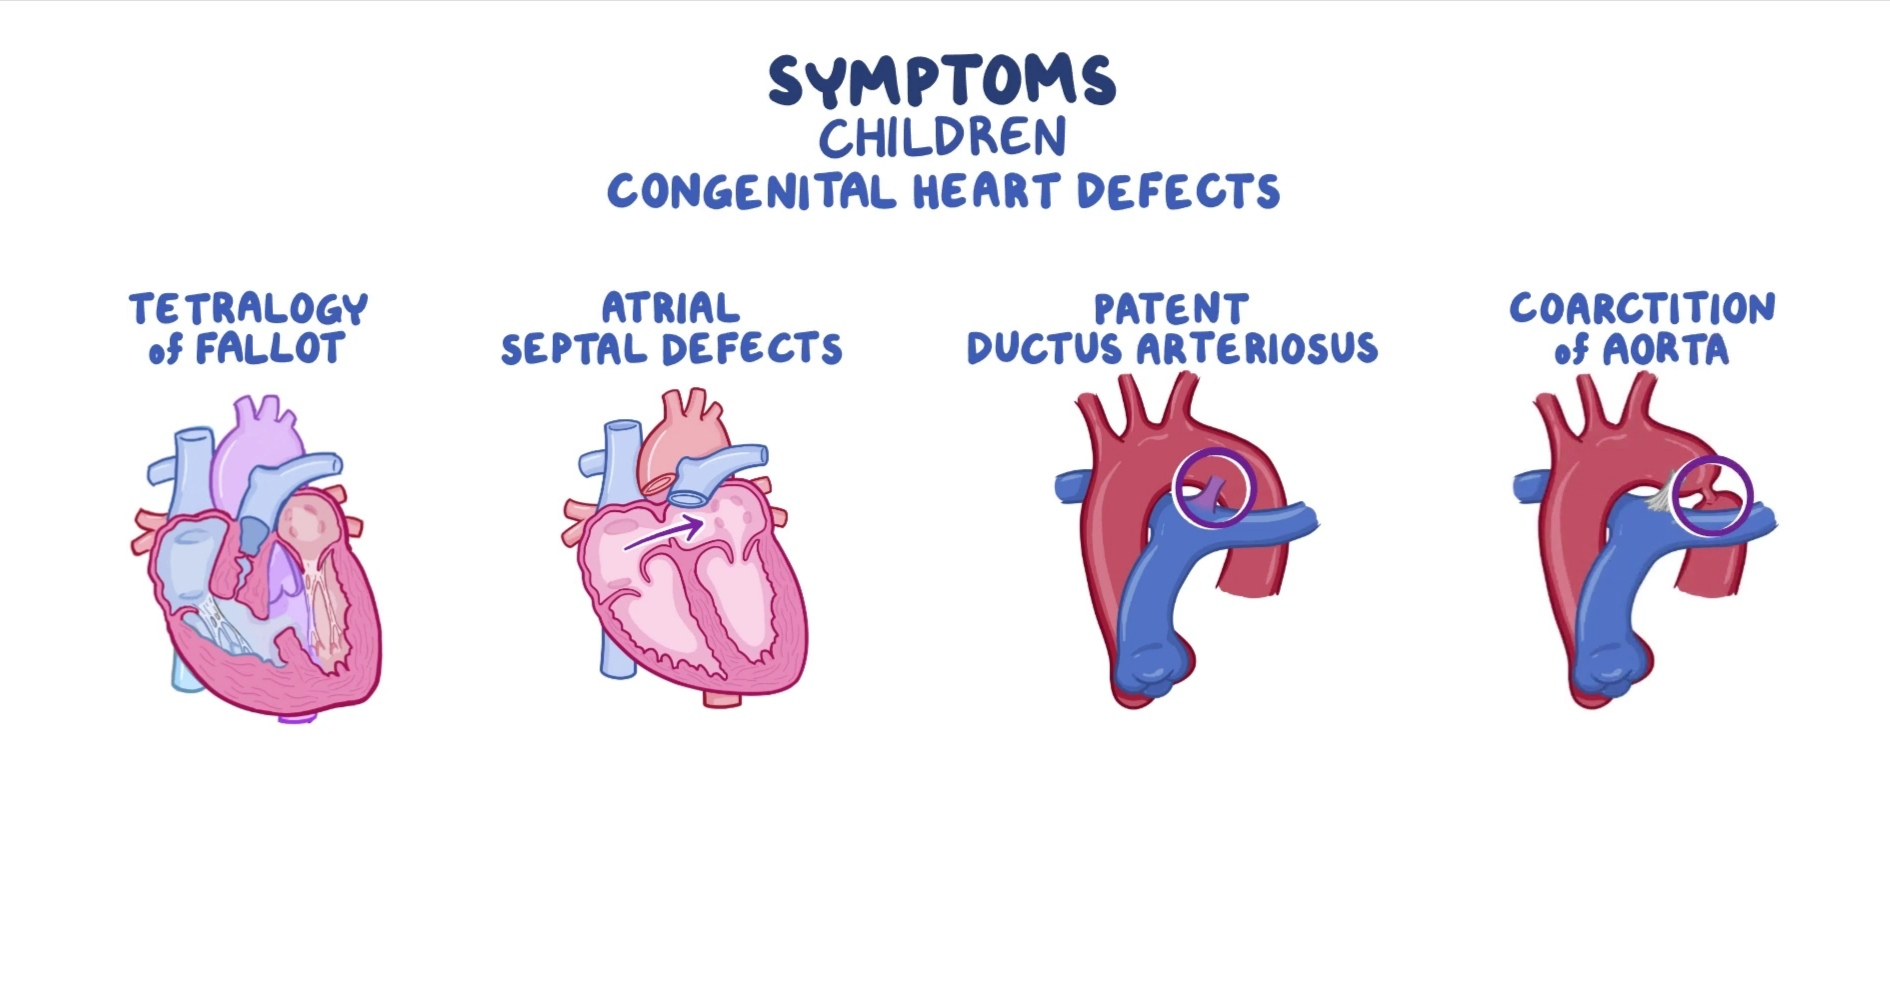 SYMPTOMS
CHILDREN
CONGENITAL HEART DEFECTS
TETRALOGY
of FALLOT
ATRIAL
SEPTAL DEFECTS
PATENT
DUCTUS ARTERIOSUS
COARCTITION
of AORTA